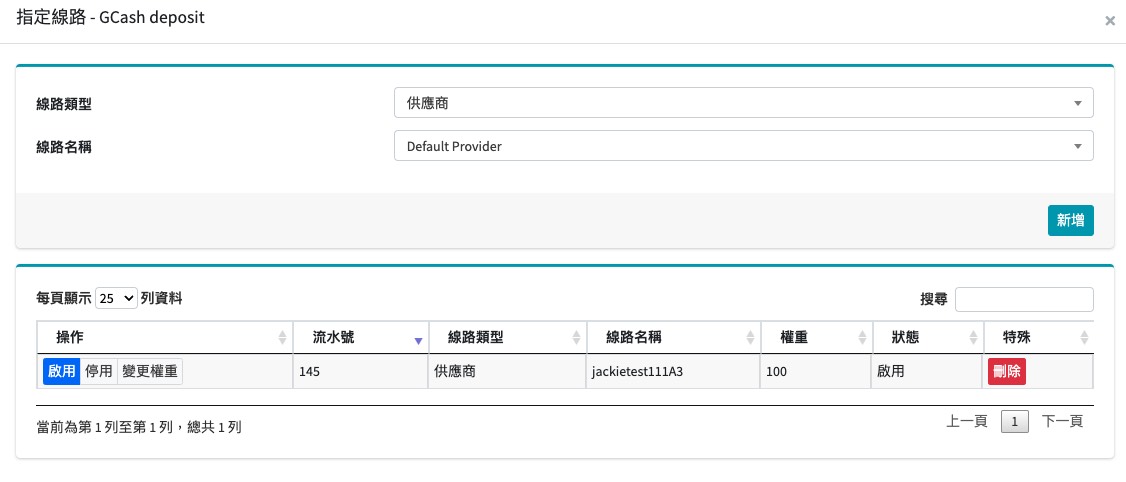 指定線路 - GCash deposit ×
線路類型 供應商
線路名稱 Default Provider
新增
每頁顯示 25 列資料 搜尋
操作 流水號 線路類型 線路名稱 權重 狀態 特殊
啟用 停用 變更權重 145 供應商 jackietest111A3 100 啟用 刪除
當前為第 1 列至第 1 列，總共 1 列 上一頁 1 下一頁